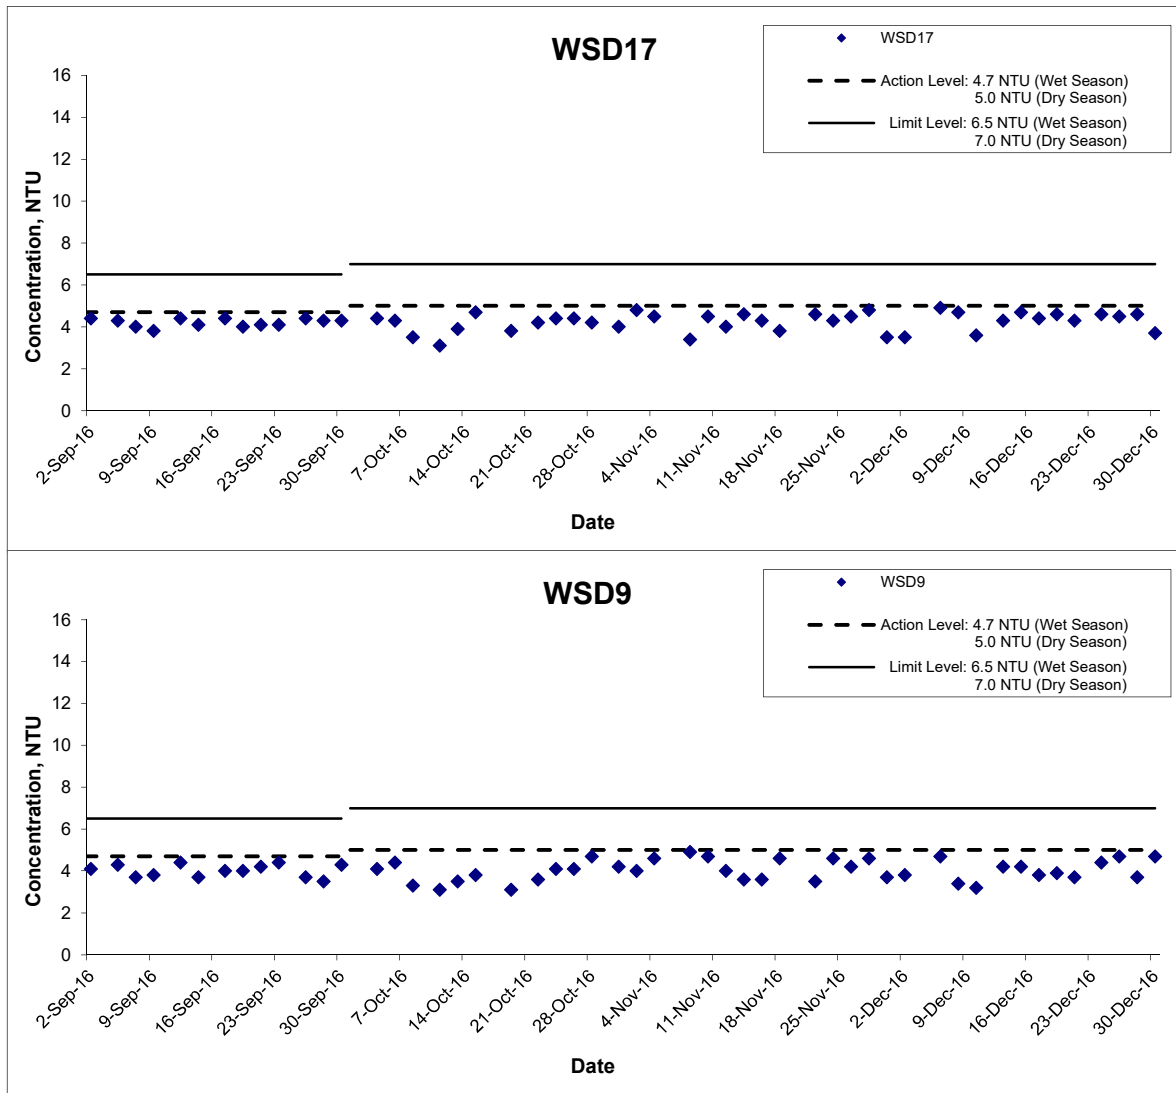 WSD17
WSD17
Action Level: 4.7 NTU (Wet Season)
5.0 NTU (Dry Season)
Limit Level: 6.5 NTU (Wet Season)
7.0 NTU (Dry Season)
Concentration, NTU
16
14
12
10
8
6
4
2
0
2-Sep-16
9-Sep-16
16-Sep-16
23-Sep-16
30-Sep-16
7-Oct-16
14-Oct-16
21-Oct-16
28-Oct-16
4-Nov-16
11-Nov-16
18-Nov-16
25-Nov-16
2-Dec-16
9-Dec-16
16-Dec-16
23-Dec-16
30-Dec-16
Date
WSD9
WSD9
Action Level: 4.7 NTU (Wet Season)
5.0 NTU (Dry Season)
Limit Level: 6.5 NTU (Wet Season)
7.0 NTU (Dry Season)
Concentration, NTU
16
14
12
10
8
6
4
2
0
2-Sep-16
9-Sep-16
16-Sep-16
23-Sep-16
30-Sep-16
7-Oct-16
14-Oct-16
21-Oct-16
28-Oct-16
4-Nov-16
11-Nov-16
18-Nov-16
25-Nov-16
2-Dec-16
9-Dec-16
16-Dec-16
23-Dec-16
30-Dec-16
Date